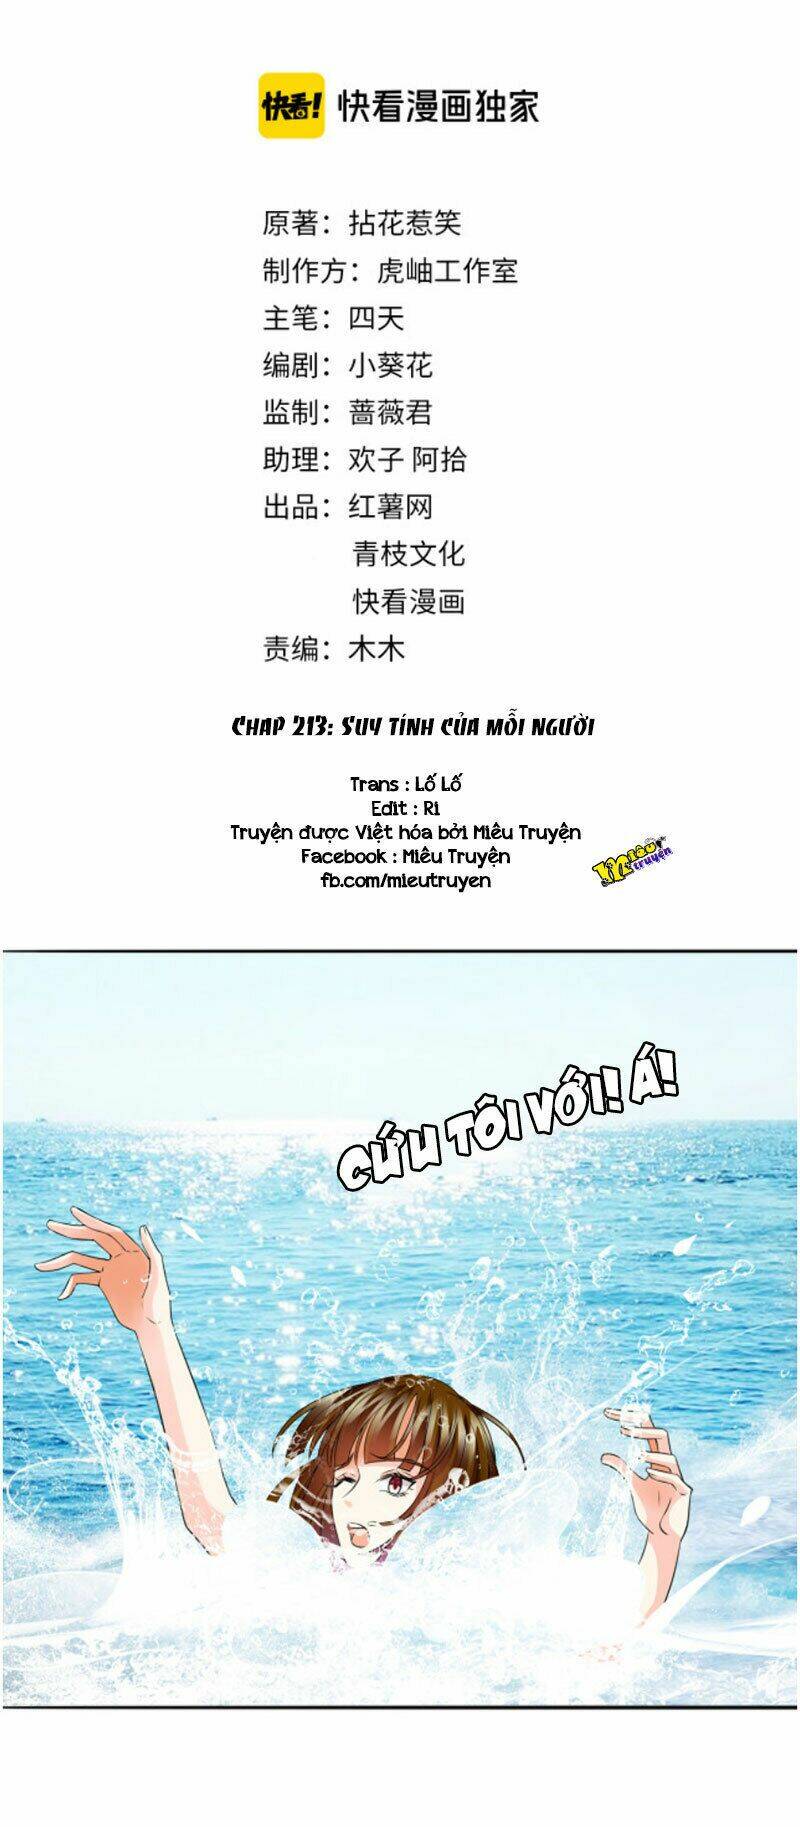 快看!
快看漫画独家
原著：拈花惹笑
制作方：虎岫工作室
主笔：四天
编剧：小葵花
监制：蔷薇君
助理：欢子 阿拾
出品：红薯网
青枝文化
快看漫画
责编：木木
Chap 213: Suy tính của mỗi người
Trans : Lố Lố
Edit : Ri
Truyện được Việt hóa bởi Miêu Truyện
Facebook : Miêu Truyện
fb.com/mieutruyen
Miêu
truyện
CỨU TÔI VỚI! Á!